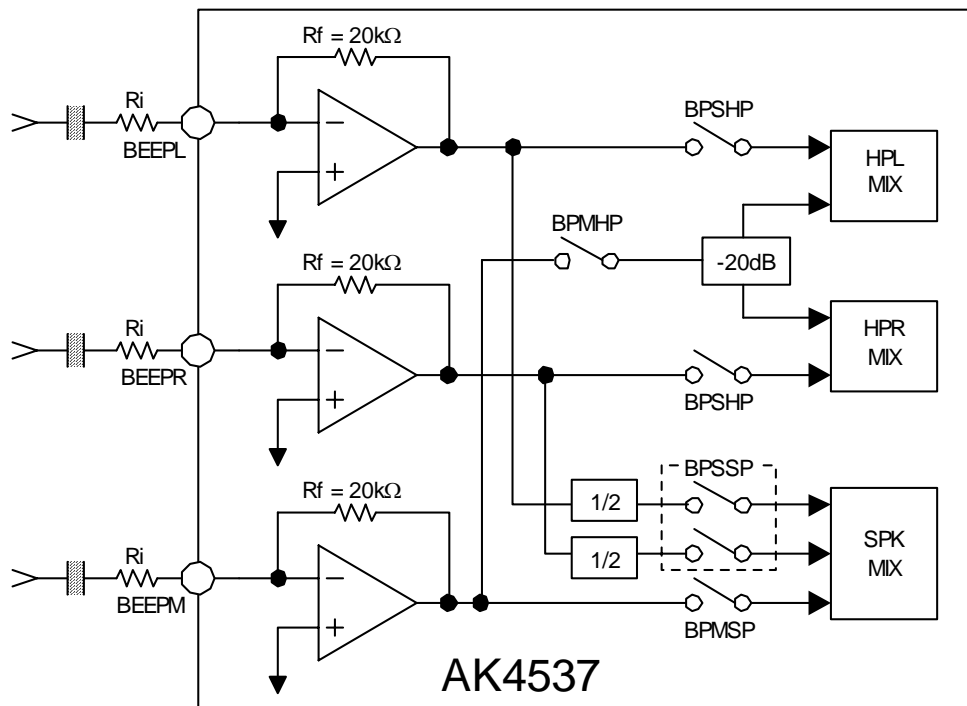 Rf = 20kΩ
Ri
BEEPL
−
+
BPSHP
HPL
MIX
BPMHP
-20dB
Rf = 20kΩ
Ri
BEEPR
−
+
HPR
MIX
BPSHP
Rf = 20kΩ
Ri
BEEPM
−
+
BPSSP
1/2
1/2
SPK
MIX
BPMSP
AK4537